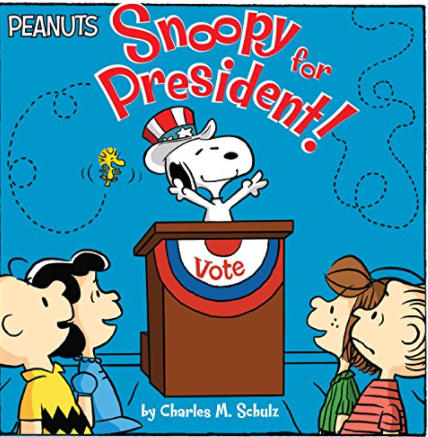 PEANUTS
Snoopy for
President!
Vote
by Charles M. Schulz